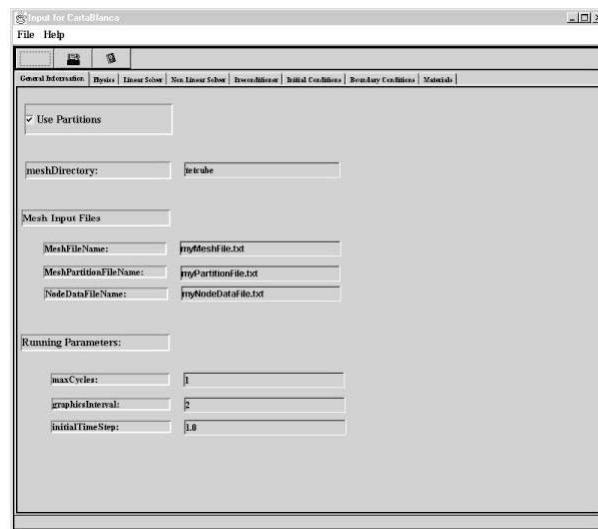 Input for CartaBlanca
File Help
General Information Physics Linear Solver Non Linear Solver Preconditioner Initial Conditions Boundary Conditions Materials
Use Partitions
meshDirectory: tetcube
Mesh Input Files
MeshFileName: myMeshFile.txt
MeshPartitionFileName: myPartitionFile.txt
NodeDataFileName: myNodeDataFile.txt
Running Parameters:
maxCycles: 1
graphicsInterval: 2
initialTimeStep: 1.0